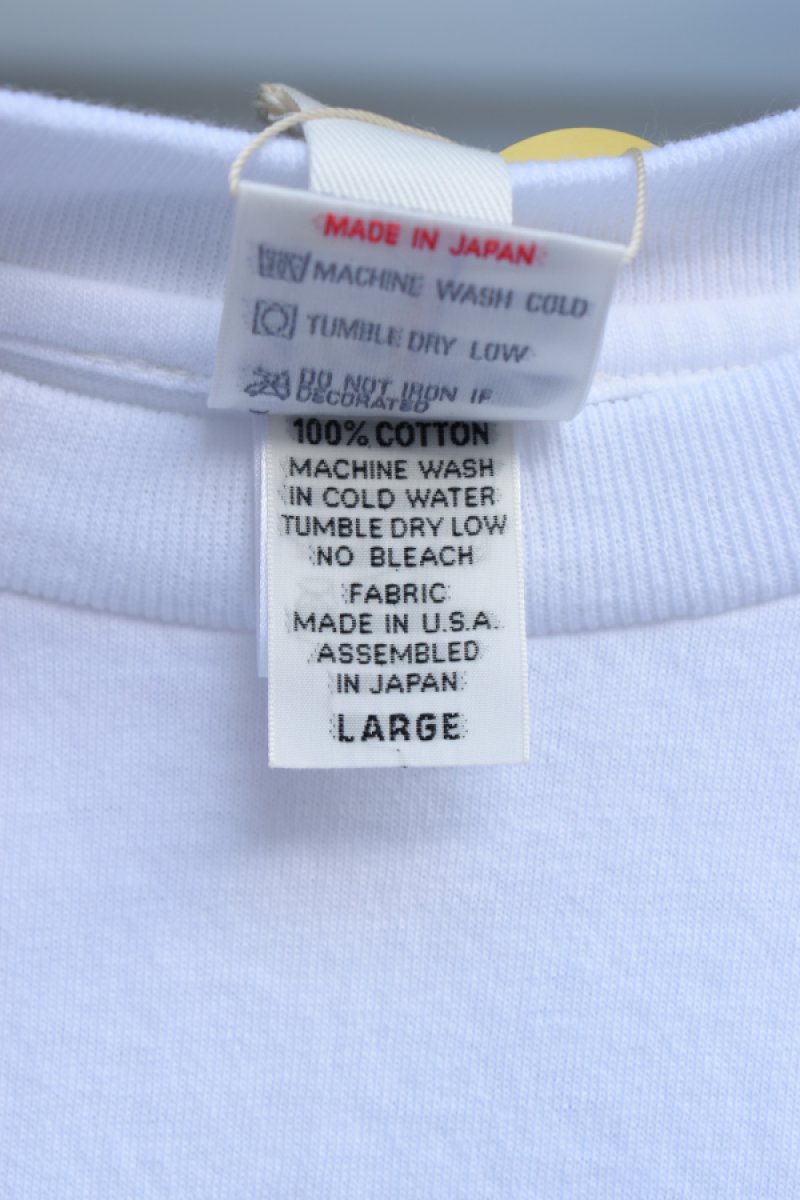 MADE IN JAPAN
MACHINE WASH COLD
TUMBLE DRY LOW
DO NOT IRON IF
DECORATED
100% COTTON
MACHINE WASH
IN COLD WATER
TUMBLE DRY LOW
NO BLEACH
FABRIC
MADE IN U.S.A.
ASSEMBLED
IN JAPAN
LARGE